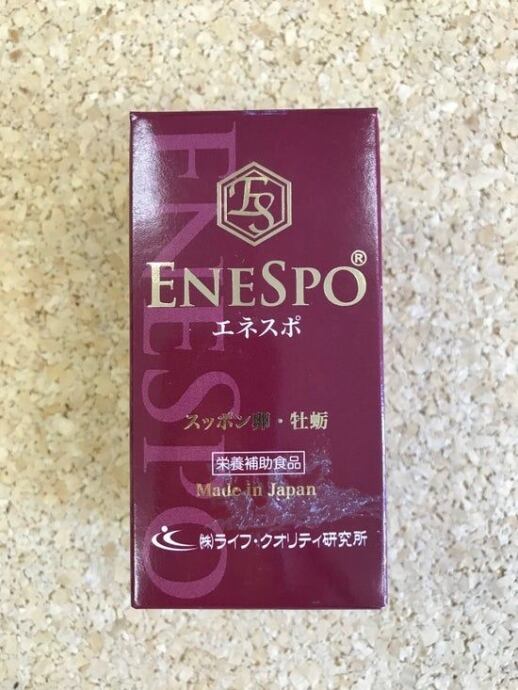 ENESPO
ES
ENESPO®
エネスポ
スッポン卵・牡蛎
栄養補助食品
Made in Japan
㈱ライフ・クオリティ研究所